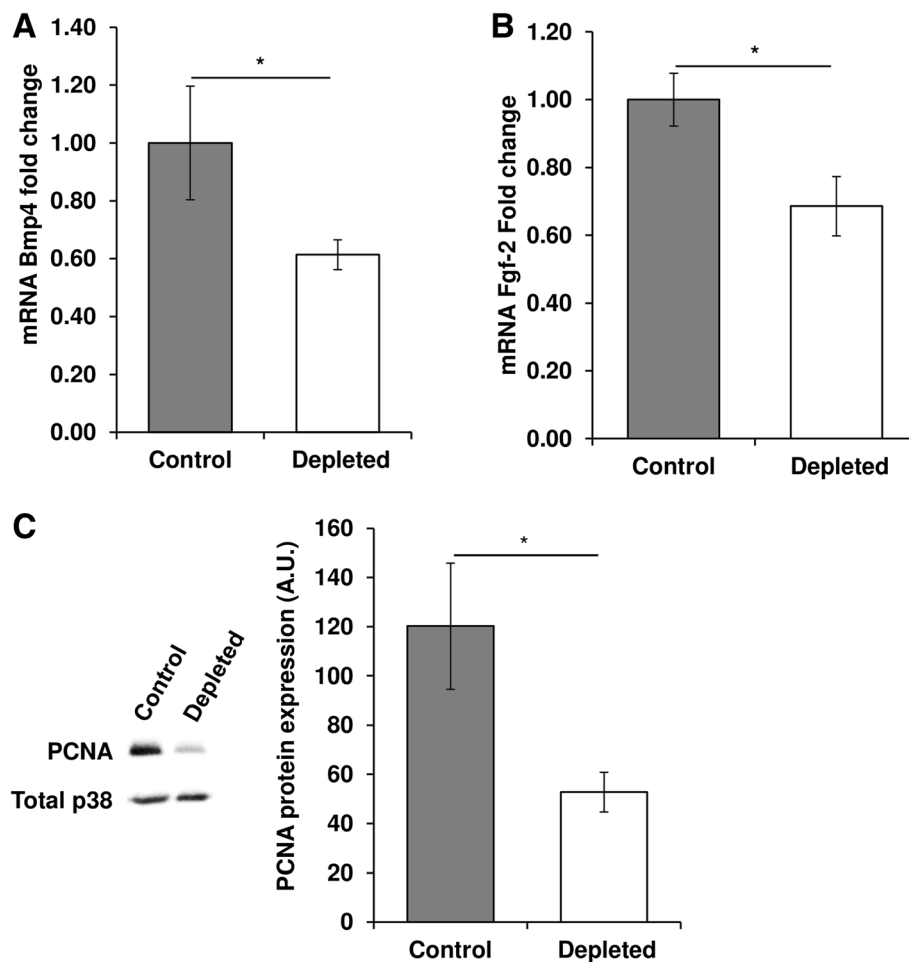 A
mRNA Bmp4 fold change
1.40
1.20
1.00
0.80
0.60
0.40
0.20
0.00
*
Control
Depleted
B
mRNA Fgf-2 Fold change
1.20
1.00
0.80
0.60
0.40
0.20
0.00
*
Control
Depleted
C
Control
Depleted
PCNA
Total p38
PCNA protein expression (A.U.)
160
140
120
100
80
60
40
20
0
*
Control
Depleted